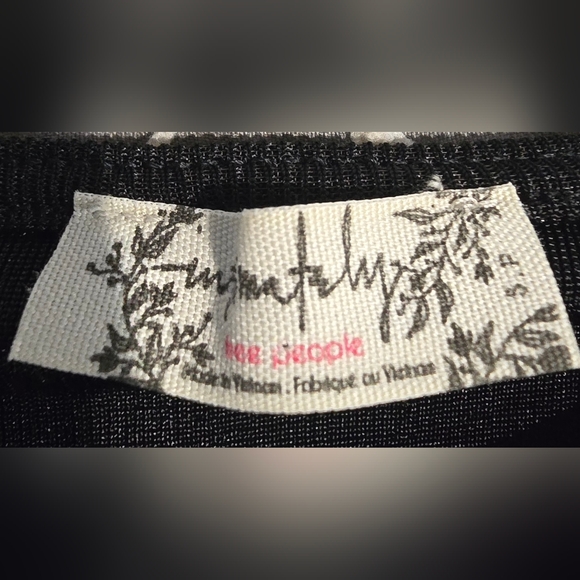 intimately
free people
Made in Vietnam . Fabriqué au Vietnam
S.P